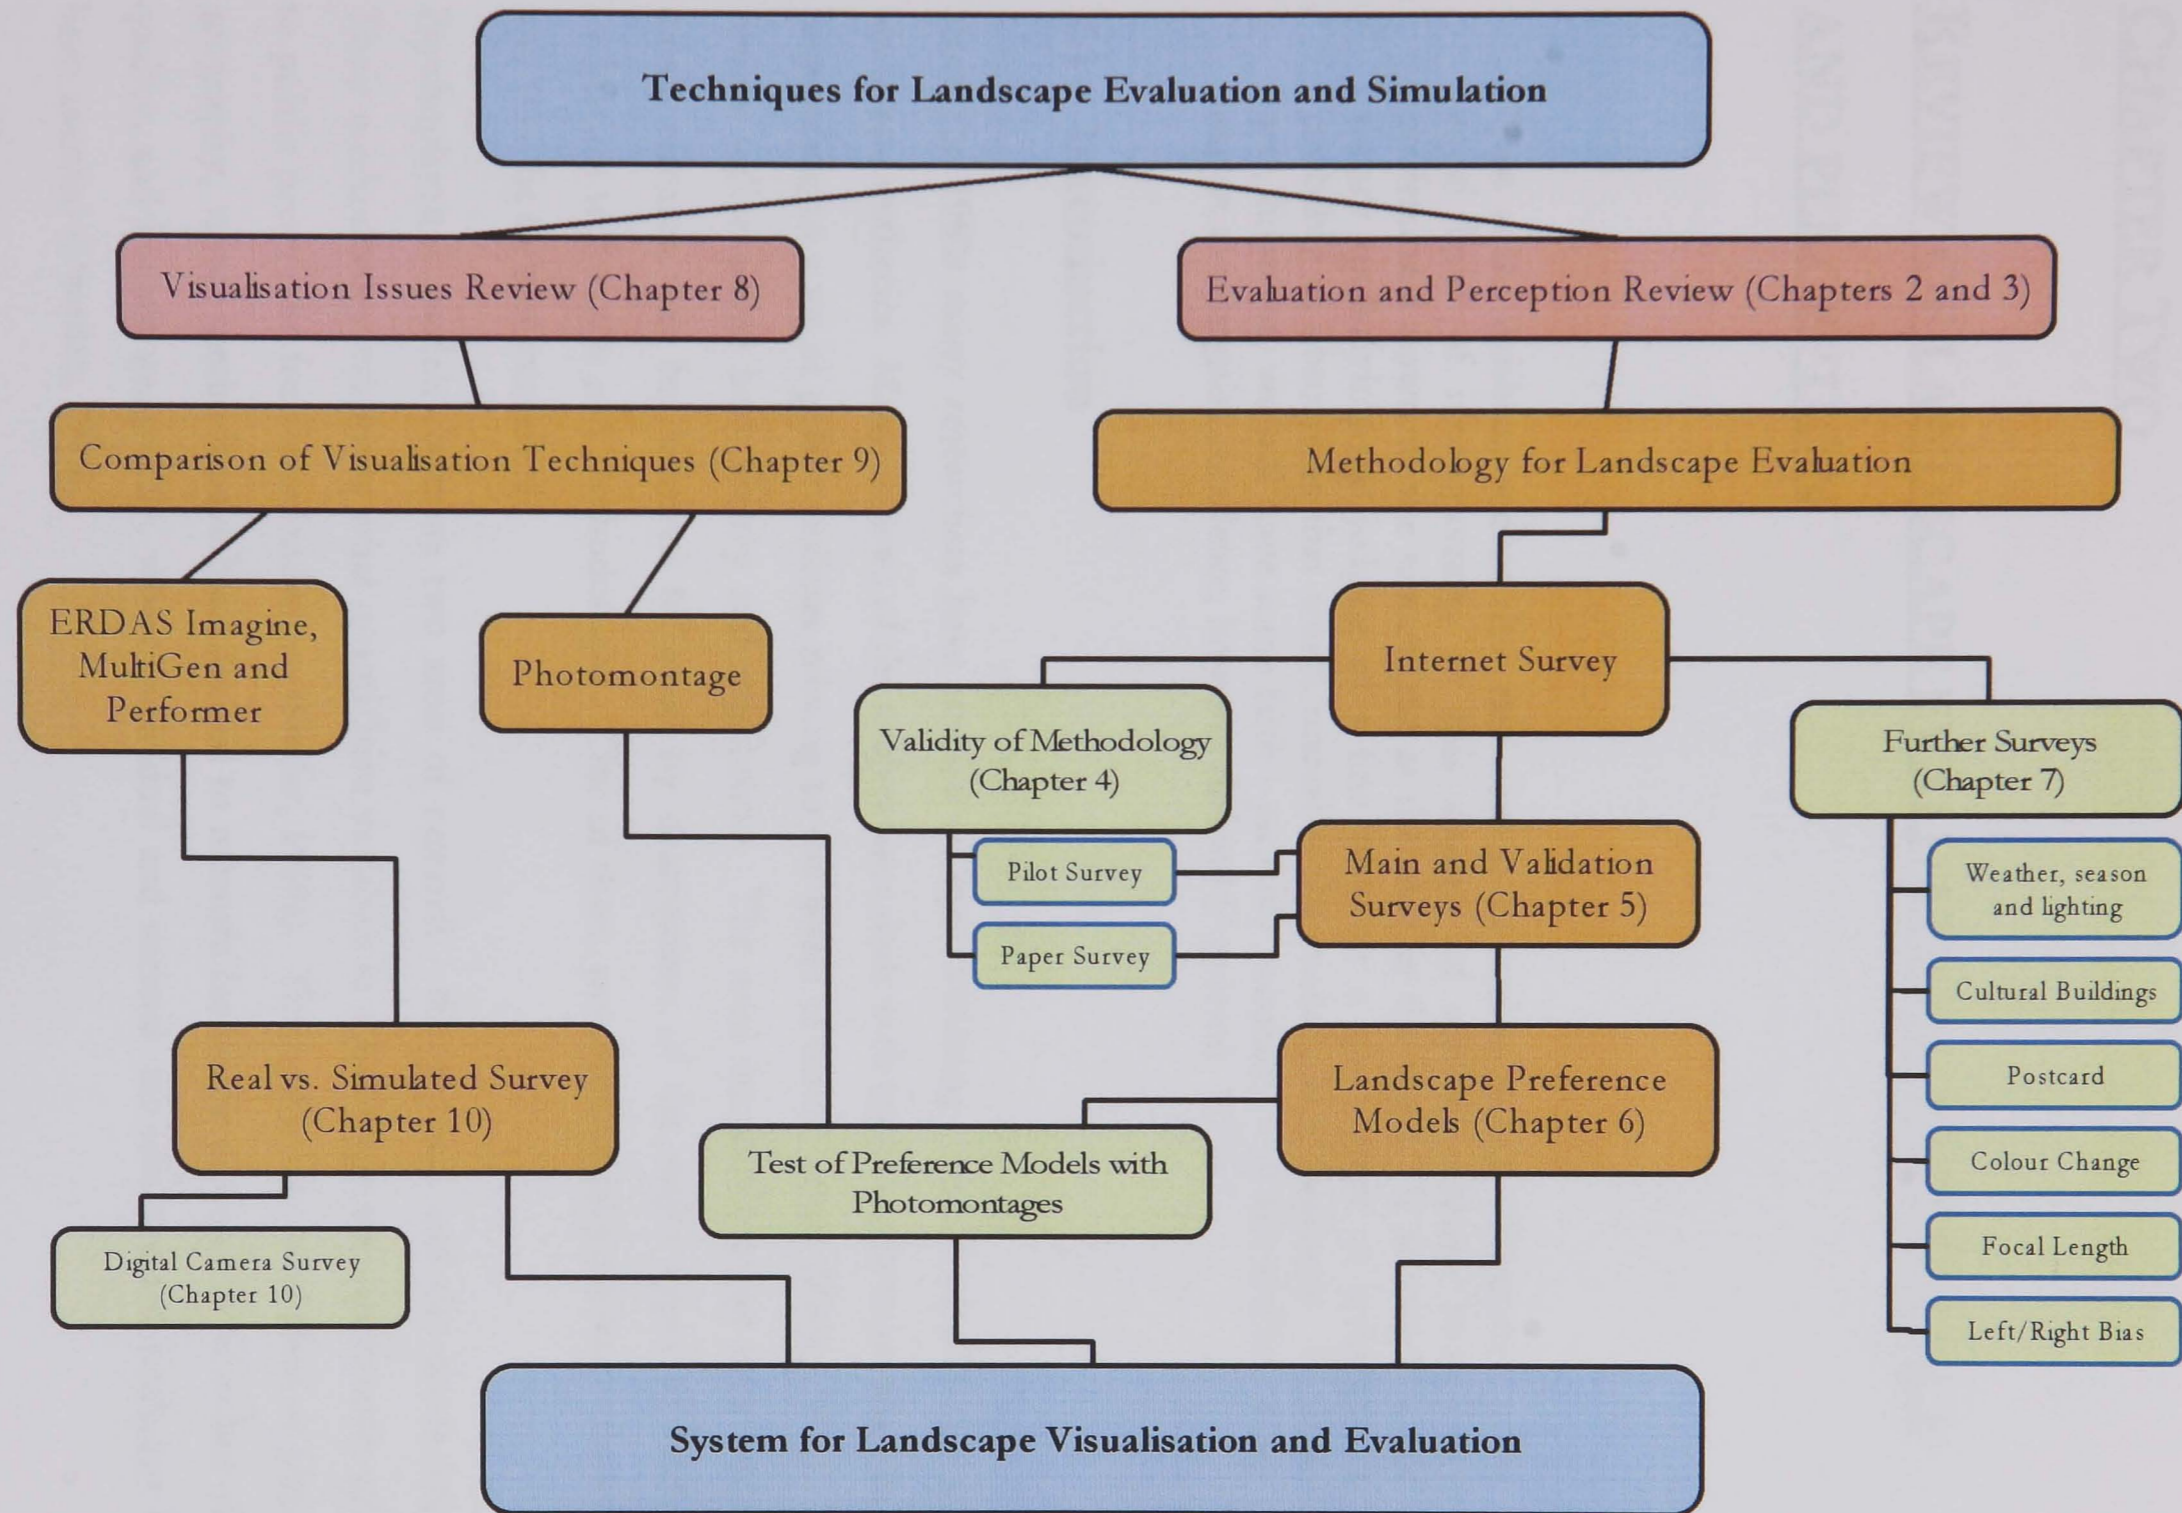 Techniques for Landscape Evaluation and Simulation
Visualisation Issues Review (Chapter 8)
Evaluation and Perception Review (Chapters 2 and 3)
Comparison of Visualisation Techniques (Chapter 9)
Methodology for Landscape Evaluation
ERDAS Imagine,
MultiGen and
Performer
Photomontage
Internet Survey
Validity of Methodology
(Chapter 4)
Further Surveys
(Chapter 7)
Pilot Survey
Paper Survey
Main and Validation
Surveys (Chapter 5)
Weather, season
and lighting
Cultural Buildings
Postcard
Colour Change
Focal Length
Left/Right Bias
Real vs. Simulated Survey
(Chapter 10)
Landscape Preference
Models (Chapter 6)
Test of Preference Models with
Photomontages
Digital Camera Survey
(Chapter 10)
System for Landscape Visualisation and Evaluation